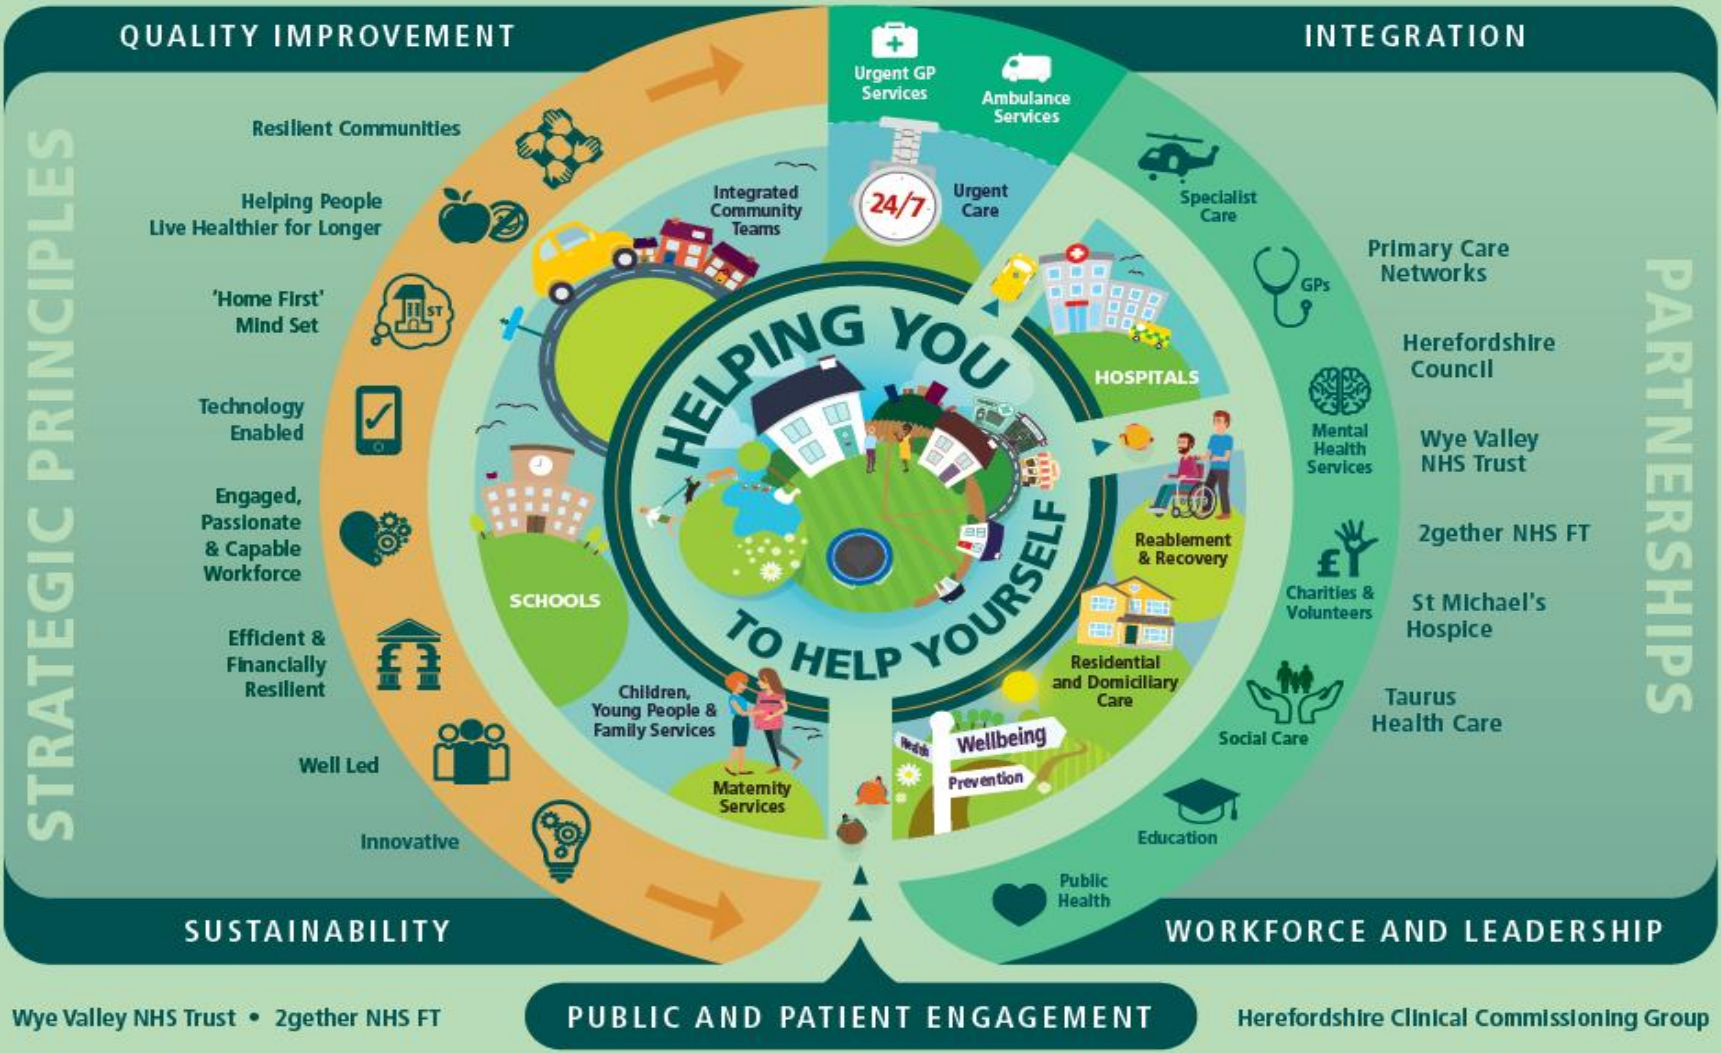 QUALITY IMPROVEMENT
INTEGRATION
STRATEGIC PRINCIPLES
Resilient Communities
Helping People
Live Healthier for Longer
'Home First'
Mind Set
ST
Technology
Enabled
Engaged,
Passionate
& Capable
Workforce
Efficient &
Financially
Resilient
££
Well Led
Innovative
Urgent GP
Services
Ambulance
Services
24/7
Urgent
Care
Integrated
Community
Teams
HOSPITALS
Reablement
& Recovery
Residential
and Domiciliary
Care
Health
Wellbeing
Prevention
Maternity
Services
Children,
Young People &
Family Services
SCHOOLS
HELPING YOU
TO HELP YOURSELF
Specialist
Care
GPs
Mental
Health
Services
£
Charities &
Volunteers
Social Care
Education
Public
Health
Primary Care
Networks
Herefordshire
Council
Wye Valley
NHS Trust
2gether NHS FT
St Michael's
Hospice
Taurus
Health Care
PARTNERSHIPS
SUSTAINABILITY
WORKFORCE AND LEADERSHIP
Wye Valley NHS Trust • 2gether NHS FT
PUBLIC AND PATIENT ENGAGEMENT
Herefordshire Clinical Commissioning Group